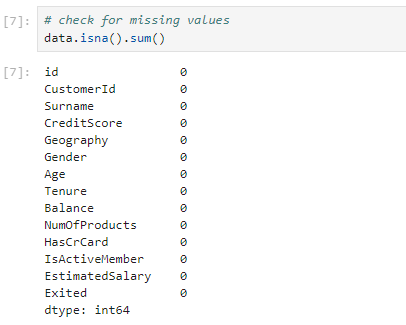 [7]: # check for missing values
data.isna().sum()
[7]: id 0
CustomerId 0
Surname 0
CreditScore 0
Geography 0
Gender 0
Age 0
Tenure 0
Balance 0
NumOfProducts 0
HasCrCard 0
IsActiveMember 0
EstimatedSalary 0
Exited 0
dtype: int64